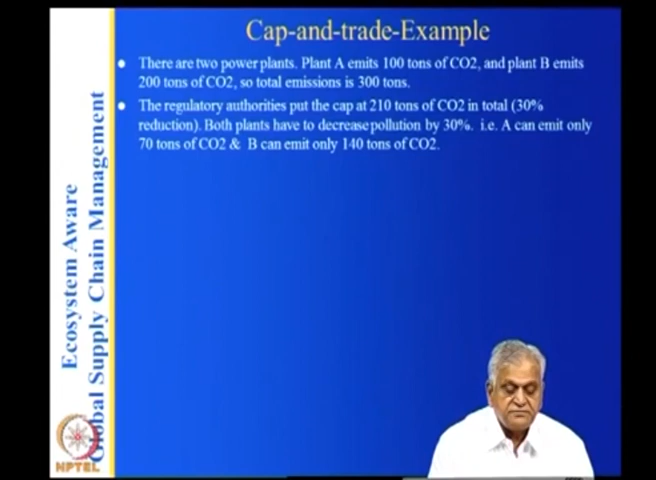 Cap-and-trade-Example
There are two power plants. Plant A emits 100 tons of CO2, and plant B emits
200 tons of CO2, so total emissions is 300 tons.
The regulatory authorities put the cap at 210 tons of CO2 in total (30%
reduction). Both plants have to decrease pollution by 30%. i.e. A can emit only
70 tons of CO2 & B can emit only 140 tons of CO2.
Ecosystem Aware
Global Supply Chain Management
NPTEL